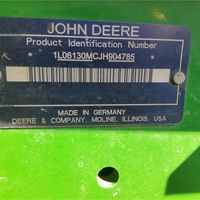 JOHN DEERE
Product Identification Number
1L06130MCJH904785
MADE IN GERMANY
DEERE & COMPANY, MOLINE, ILLINOIS, USA